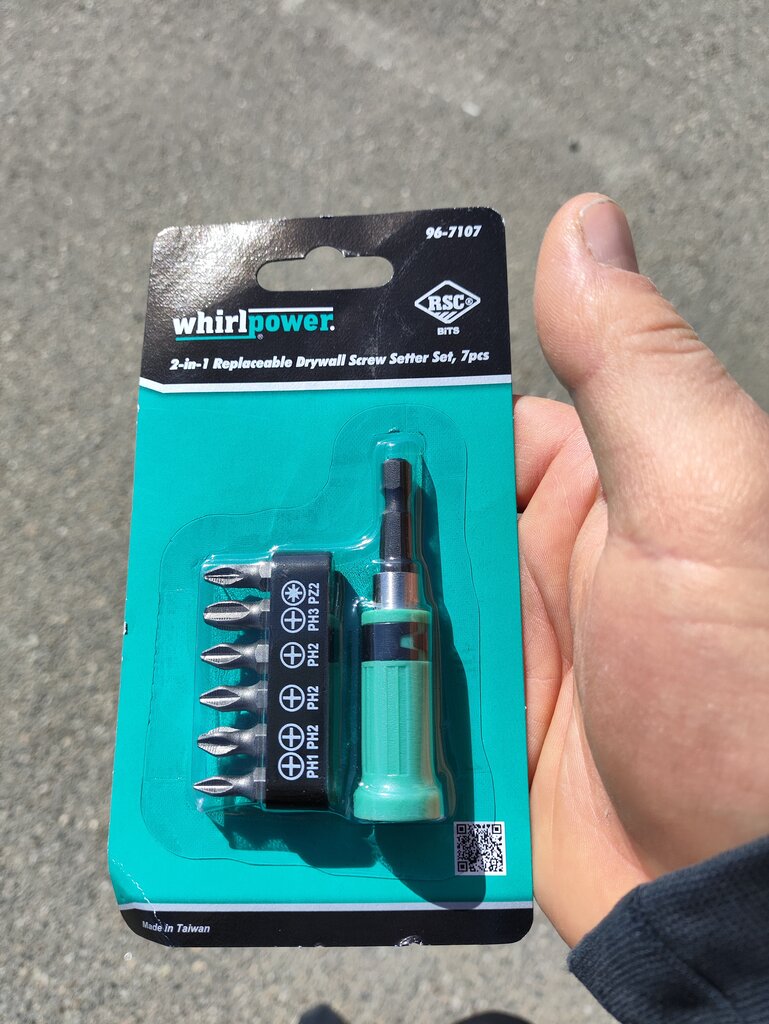 96-7107
whirlpower.®
RSC®
BITS
2-in-1 Replaceable Drywall Screw Setter Set, 7pcs
PH3 PZ2
PH2
PH2
PH1 PH2
Made in Taiwan